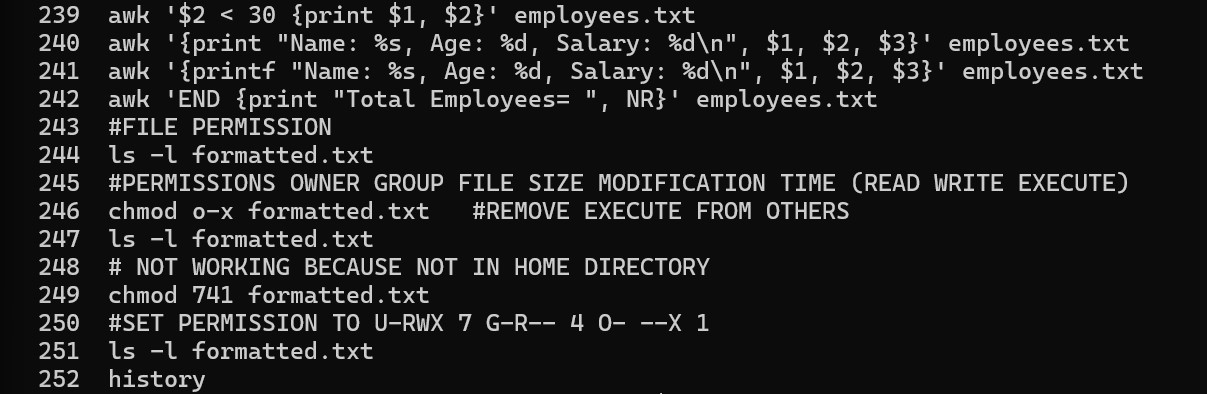 239 awk '$2 < 30 {print $1, $2}' employees.txt
240 awk '{print "Name: %s, Age: %d, Salary: %d\n", $1, $2, $3}' employees.txt
241 awk '{printf "Name: %s, Age: %d, Salary: %d\n", $1, $2, $3}' employees.txt
242 awk 'END {print "Total Employees= ", NR}' employees.txt
243 #FILE PERMISSION
244 ls -l formatted.txt
245 #PERMISSIONS OWNER GROUP FILE SIZE MODIFICATION TIME (READ WRITE EXECUTE)
246 chmod o-x formatted.txt   #REMOVE EXECUTE FROM OTHERS
247 ls -l formatted.txt
248 # NOT WORKING BECAUSE NOT IN HOME DIRECTORY
249 chmod 741 formatted.txt
250 #SET PERMISSION TO U-RWX 7 G-R-- 4 O- --X 1
251 ls -l formatted.txt
252 history